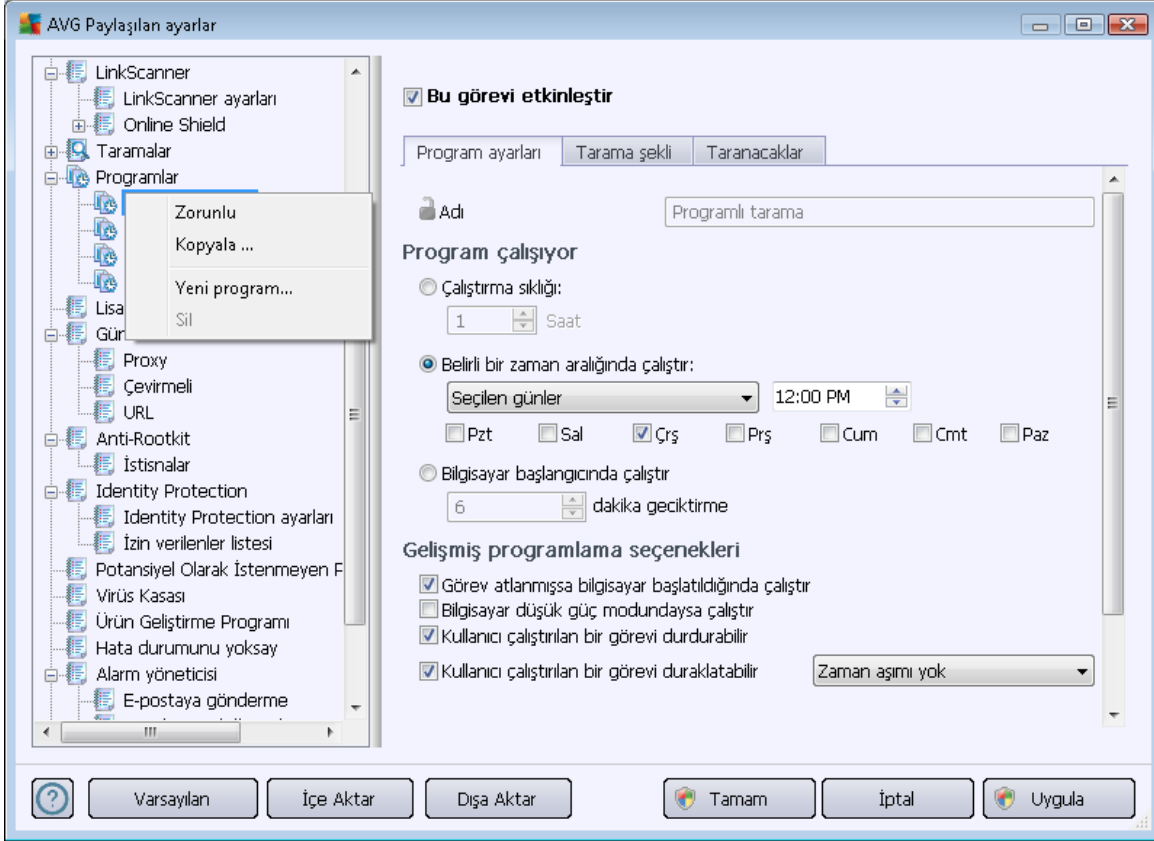 AVG Paylaşılan ayarlar
LinkScanner
LinkScanner ayarları
Online Shield
Taramalar
Programlar
Zorunlu
Kopyala ...
Yeni program...
Sil
Proxy
Çevirmeli
URL
Anti-Rootkit
İstisnalar
Identity Protection
Identity Protection ayarları
İzin verilenler listesi
Potansiyel Olarak İstenmeyen
Virüs Kasası
Ürün Geliştirme Programı
Hata durumunu yoksay
Alarm yöneticisi
E-postaya gönderme
Bu görevi etkinleştir
Program ayarları
Tarama şekli
Taranacaklar
Adı
Programlı tarama
Program çalışıyor
Çalıştırma sıklığı:
1 Saat
Belirli bir zaman aralığında çalıştır:
Seçilen günler 12:00 PM
Pzt Sal Çrş Prş Cum Cmt Paz
Bilgisayar başlangıcında çalıştır
6 dakika geciktirme
Gelişmiş programlama seçenekleri
Görev atlanmışsa bilgisayar başlatıldığında çalıştır
Bilgisayar düşük güç modundaysa çalıştır
Kullanıcı çalıştırılan bir görevi durdurabilir
Kullanıcı çalıştırılan bir görevi duraklatabilir Zaman aşımı yok
Varsayılan İçe Aktar Dışa Aktar Tamam İptal Uygula